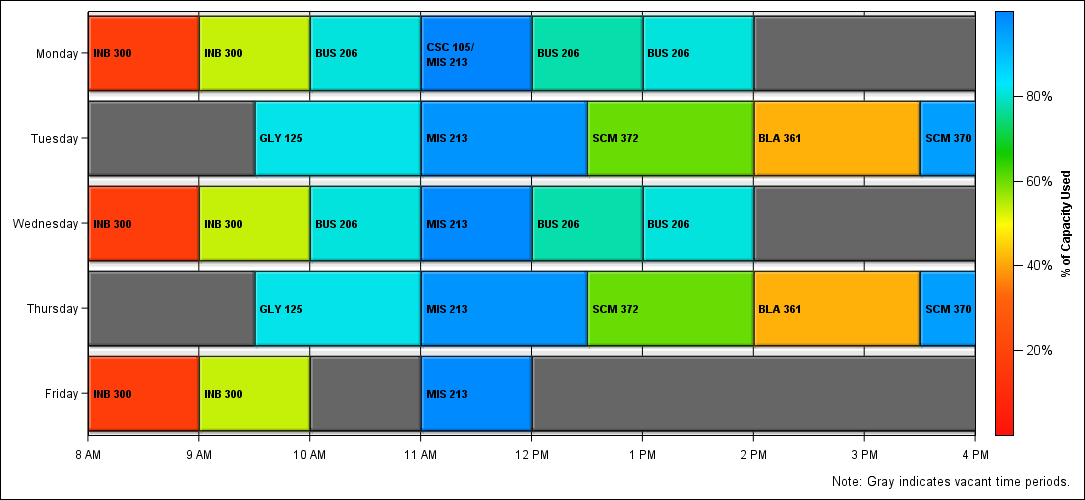 Monday
INB 300
INB 300
BUS 206
CSC 105/
MIS 213
BUS 206
BUS 206
Tuesday
GLY 125
MIS 213
SCM 372
BLA 361
SCM 370
Wednesday
INB 300
INB 300
BUS 206
MIS 213
BUS 206
BUS 206
Thursday
GLY 125
MIS 213
SCM 372
BLA 361
SCM 370
Friday
INB 300
INB 300
MIS 213
8 AM
9 AM
10 AM
11 AM
12 PM
1 PM
2 PM
3 PM
4 PM
80%
60%
40%
20%
% of Capacity Used
Note: Gray indicates vacant time periods.